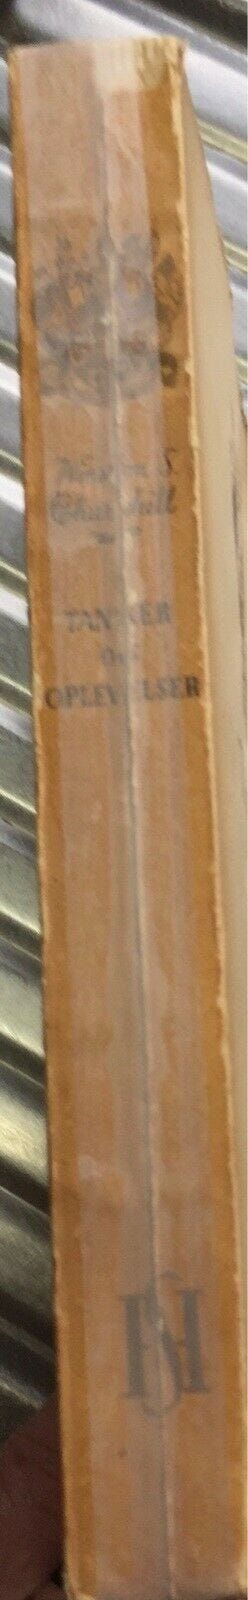 Winston S.
Churchill
TANKER
OG
OPLEVELSER